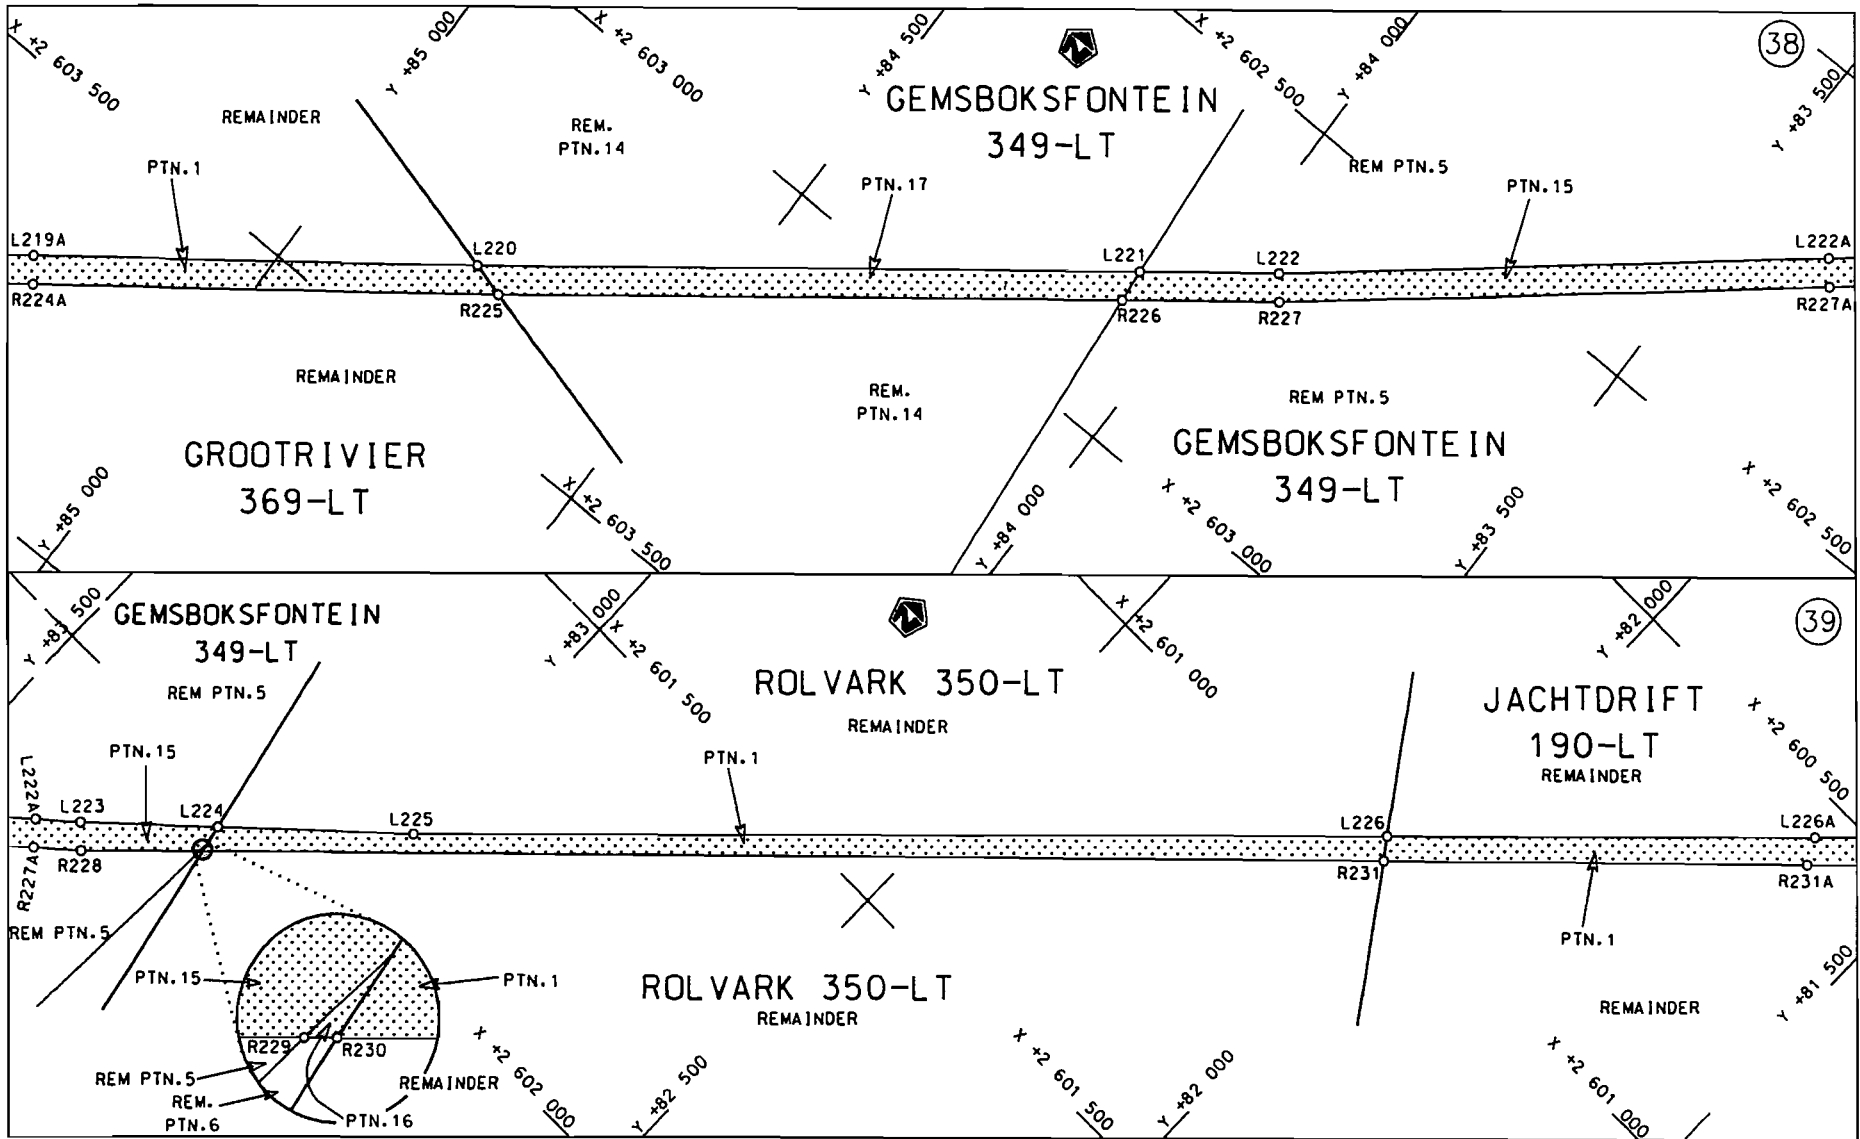 X +2 603 500
Y +85 000
X +2 603 000
Y +84 500
X +2 602 500
Y +84 000
Y +83 500
38
REMAINDER
REM.
PTN.14
GEMSBOKSFONTEIN
349-LT
PTN.1
PTN.17
REM PTN.5
PTN.15
L219A
L220
L221
L222
L222A
R224A
R225
R226
R227
R227A
REMAINDER
REM.
PTN.14
REM PTN.5
GROOTRIVIER
369-LT
GEMSBOKSFONTEIN
349-LT
Y +85 000
X +2 603 500
Y +84 000
X +2 603 000
Y +83 500
X +2 602 500
Y +83 500
GEMSBOKSFONTEIN
349-LT
REM PTN.5
Y +83 000
X +2 601 500
ROLVARK 350-LT
REMAINDER
X +2 601 000
Y +82 000
39
JACHTDRIFT
190-LT
REMAINDER
X +2 600 500
PTN.15
PTN.1
L222A
L223
L224
L225
L226
L226A
R227A
R228
R231
R231A
REM PTN.5
PTN.1
PTN.15
PTN.1
ROLVARK 350-LT
REMAINDER
REMAINDER
Y +81 500
R229
R230
REM PTN.5
REMAINDER
REM.
PTN.6
PTN.16
X +2 602 000
Y +82 500
X +2 601 500
Y +82 000
X +2 601 000